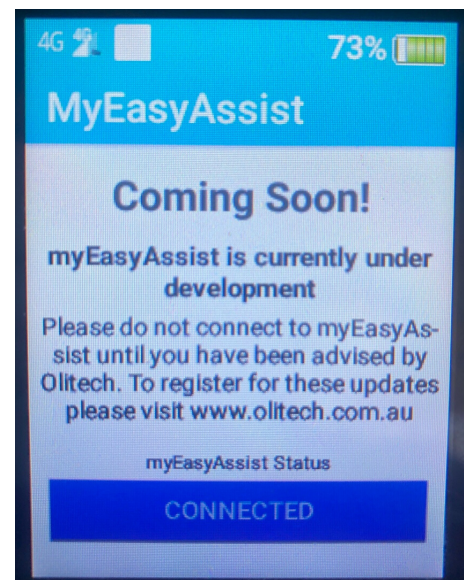 4G 4G 73%
MyEasyAssist
Coming Soon!
myEasyAssist is currently under
development
Please do not connect to myEasyAs-
sist until you have been advised by
Olitech. To register for these updates
please visit www.olitech.com.au
myEasyAssist Status
CONNECTED